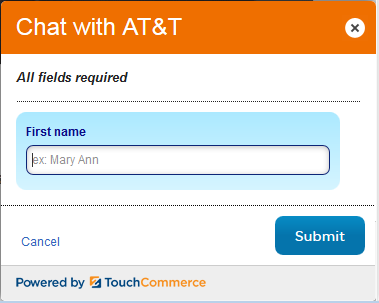 Chat with AT&T
All fields required
First name
ex: Mary Ann
Cancel
Submit
Powered by TouchCommerce